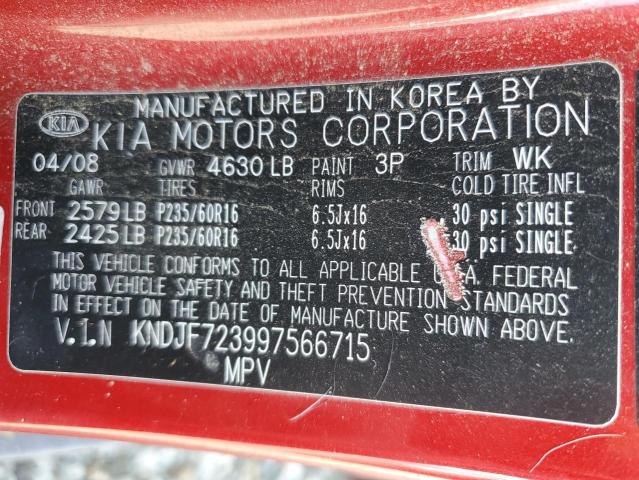 MANUFACTURED IN KOREA BY
KIA KIA MOTORS CORPORATION
04/08 GVWR 4630 LB PAINT 3P TRIM WK
GAWR TIRES RIMS COLD TIRE INFL
FRONT 2579 LB P235/60R16 6.5Jx16 30 psi SINGLE
REAR 2425 LB P235/60R16 6.5Jx16 30 psi SINGLE
THIS VEHICLE CONFORMS TO ALL APPLICABLE U.S.A. FEDERAL
MOTOR VEHICLE SAFETY AND THEFT PREVENTION STANDARDS
IN EFFECT ON THE DATE OF MANUFACTURE SHOWN ABOVE.
V.I.N KNDJF723997566715
MPV